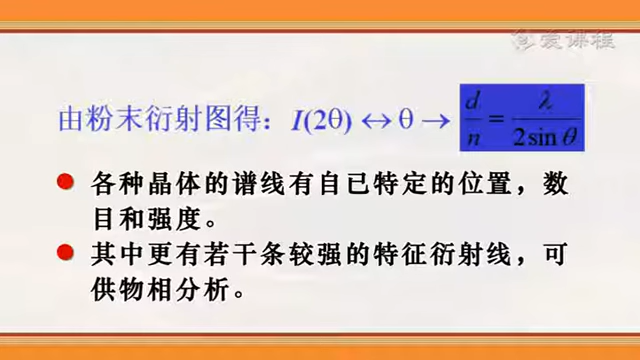 爱课程
由粉末衍射图得：I(2θ) ↔ θ → d/n = λ/(2sinθ)
● 各种晶体的谱线有自已特定的位置，数
目和强度。
● 其中更有若干条较强的特征衍射线，可
供物相分析。